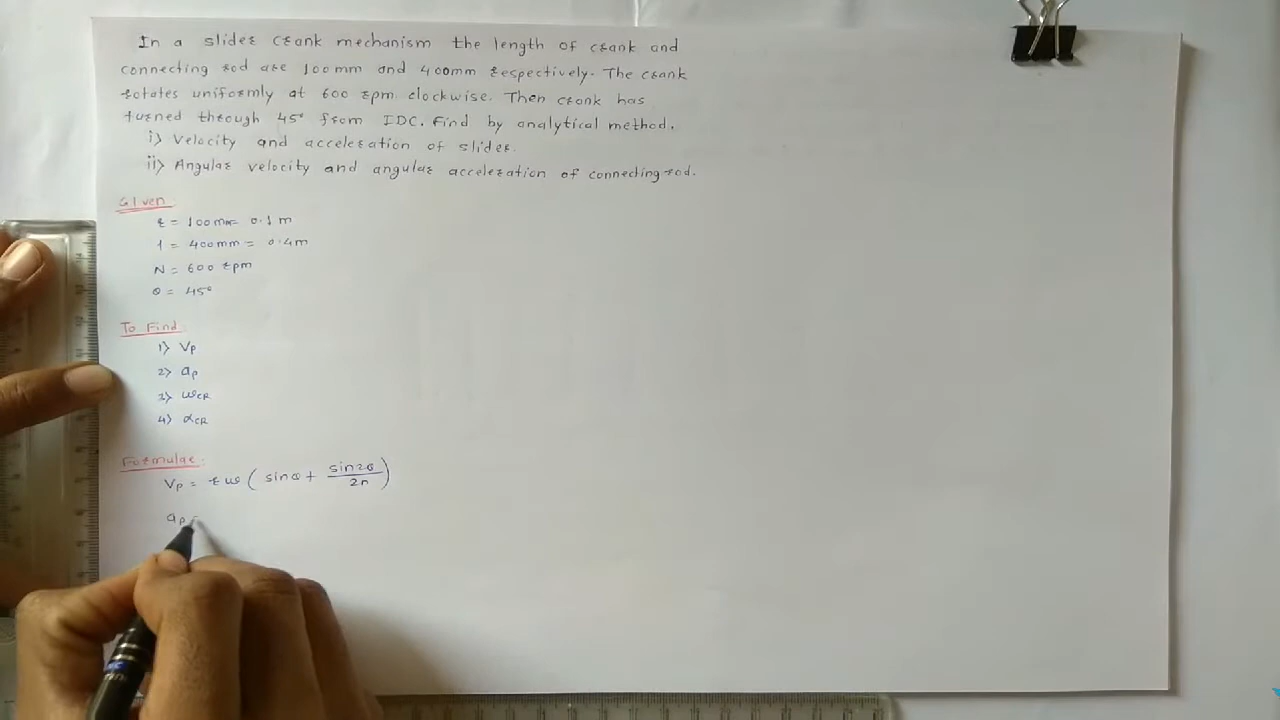 In a slider crank mechanism the length of crank and
connecting rod are 100mm and 400mm respectively. The crank
rotates uniformly at 600 rpm clockwise. Then crank has
turned through 45° from IDC. Find by analytical method.
i) Velocity and acceleration of slider.
ii) Angular velocity and angular acceleration of connecting rod.
Given
r = 100mm = 0.1 m
l = 400mm = 0.4m
N = 600 rpm
θ = 45°
To Find:
1) Vp
2) ap
3) ωCR
4) αCR
Formulae:
Vp = rω ( sinθ + sin2θ / 2n )
ap =